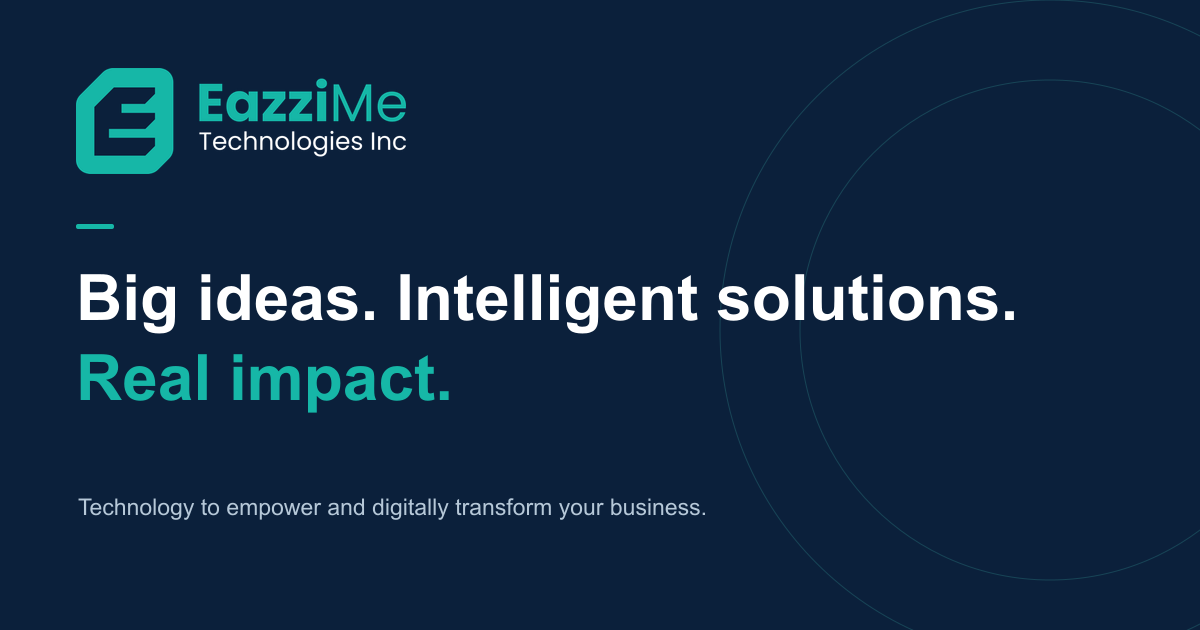 EazziMe
Technologies Inc
Big ideas. Intelligent solutions.
Real impact.
Technology to empower and digitally transform your business.